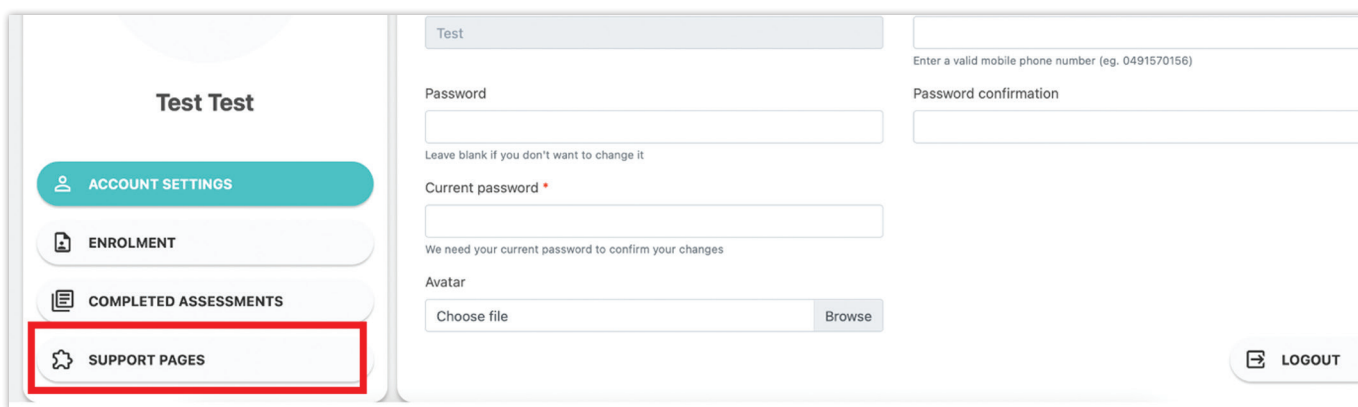 Test Test
ACCOUNT SETTINGS
ENROLMENT
COMPLETED ASSESSMENTS
SUPPORT PAGES
Test
Enter a valid mobile phone number (eg. 0491570156)
Password
Password confirmation
Leave blank if you don't want to change it
Current password *
We need your current password to confirm your changes
Avatar
Choose file
Browse
LOGOUT